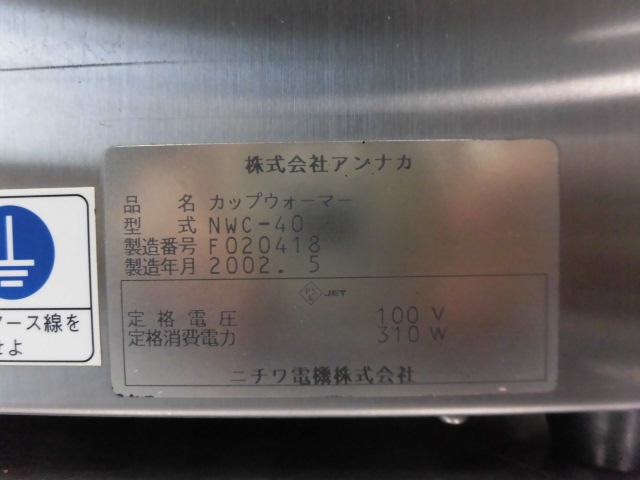 株式会社アンナカ
品名 カップウォーマー
型式 NWC-40
製造番号 F020418
製造年月 2002. 5
PSE JET
定格電圧 100 V
定格消費電力 310 W
ニチワ電機株式会社
ース線を
せよ